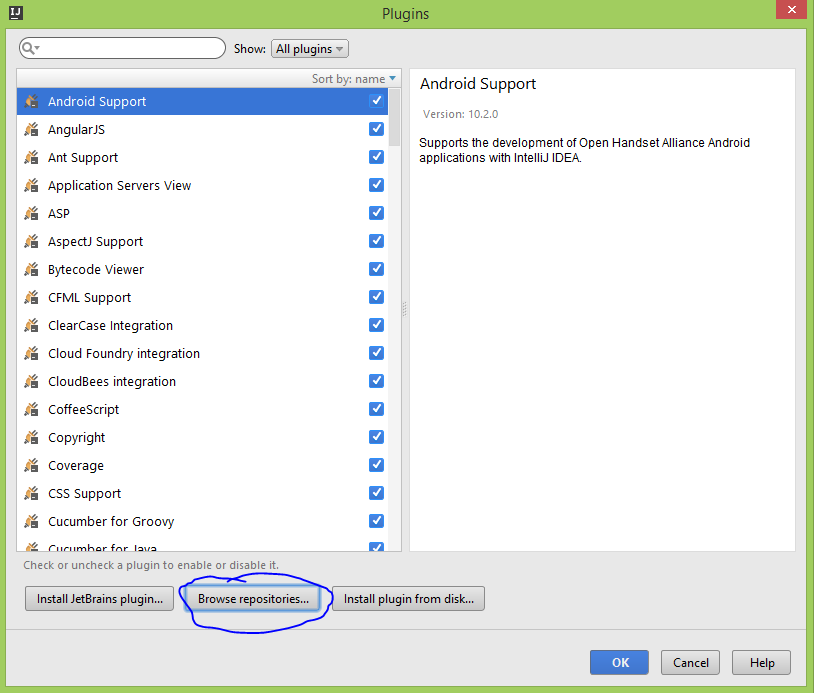 IJ
Plugins
Show: All plugins
Sort by: name
Android Support
AngularJS
Ant Support
Application Servers View
ASP
AspectJ Support
Bytecode Viewer
CFML Support
ClearCase Integration
Cloud Foundry integration
CloudBees integration
CoffeeScript
Copyright
Coverage
CSS Support
Cucumber for Groovy
Cucumber for Java
Android Support
Version: 10.2.0
Supports the development of Open Handset Alliance Android
applications with IntelliJ IDEA.
Check or uncheck a plugin to enable or disable it.
Install JetBrains plugin... Browse repositories... Install plugin from disk...
OK Cancel Help